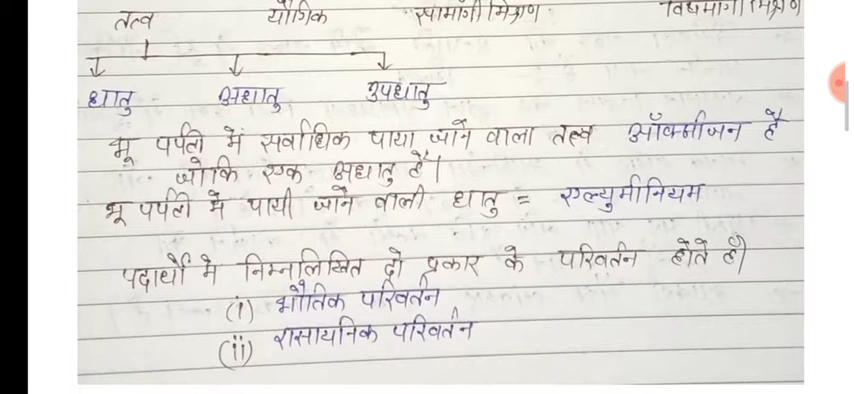 तत्व यौगिक समांगी मिश्रण विषमांगी मिश्रण
धातु अधातु उपधातु
भू पर्पटी में सर्वाधिक पाया जाने वाला तत्व ऑक्सीजन है
जोकि एक अधातु है।
भू पर्पटी में पायी जाने वाली धातु = एल्युमीनियम
पदार्थों में निम्नलिखित दो प्रकार के परिवर्तन होते हैं।
(i) भौतिक परिवर्तन
(ii) रासायनिक परिवर्तन